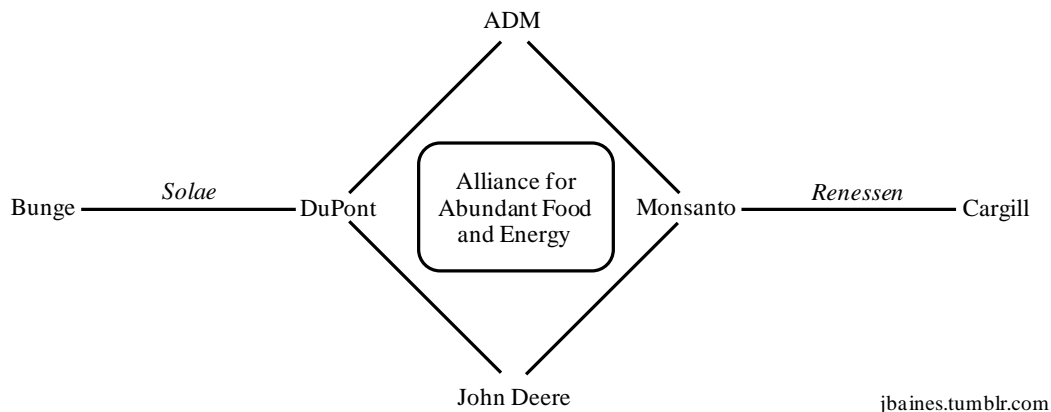 ADM
Alliance for
Abundant Food
and Energy
Bunge
Solae
DuPont
Monsanto
Renessen
Cargill
John Deere
jbaines.tumblr.com